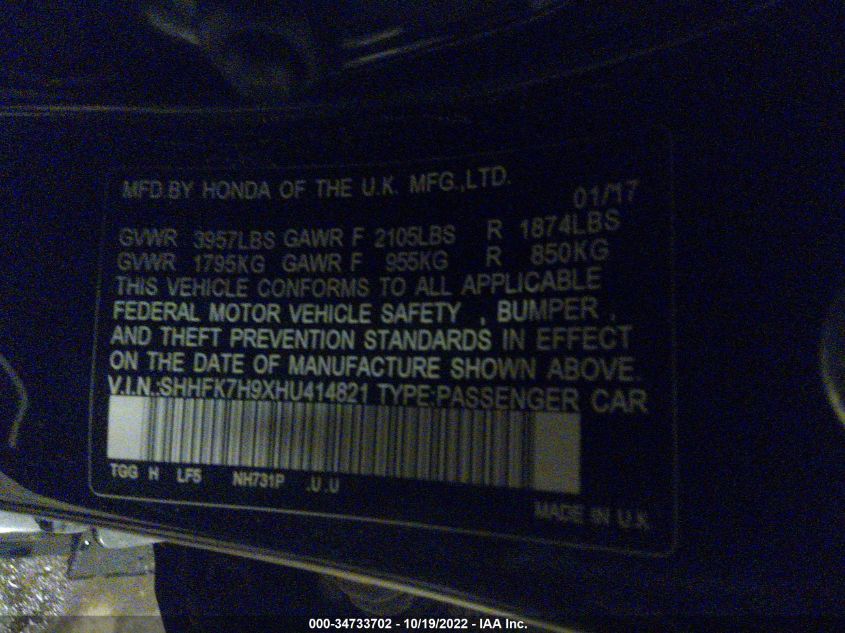 MFD.BY HONDA OF THE U.K. MFG.,LTD. 01/'17
GVWR 3957LBS GAWR F 2105LBS R 1874LBS
GVWR 1795KG GAWR F 955KG R 850KG
THIS VEHICLE CONFORMS TO ALL APPLICABLE
FEDERAL MOTOR VEHICLE SAFETY , BUMPER ,
AND THEFT PREVENTION STANDARDS IN EFFECT
ON THE DATE OF MANUFACTURE SHOWN ABOVE.
V.I.N.:SHHFK7H9XHU414821 TYPE:PASSENGER CAR
TGG H LF5 NH731P .U.U
MADE IN U.K.
000-34733702 - 10/19/2022 - IAA Inc.